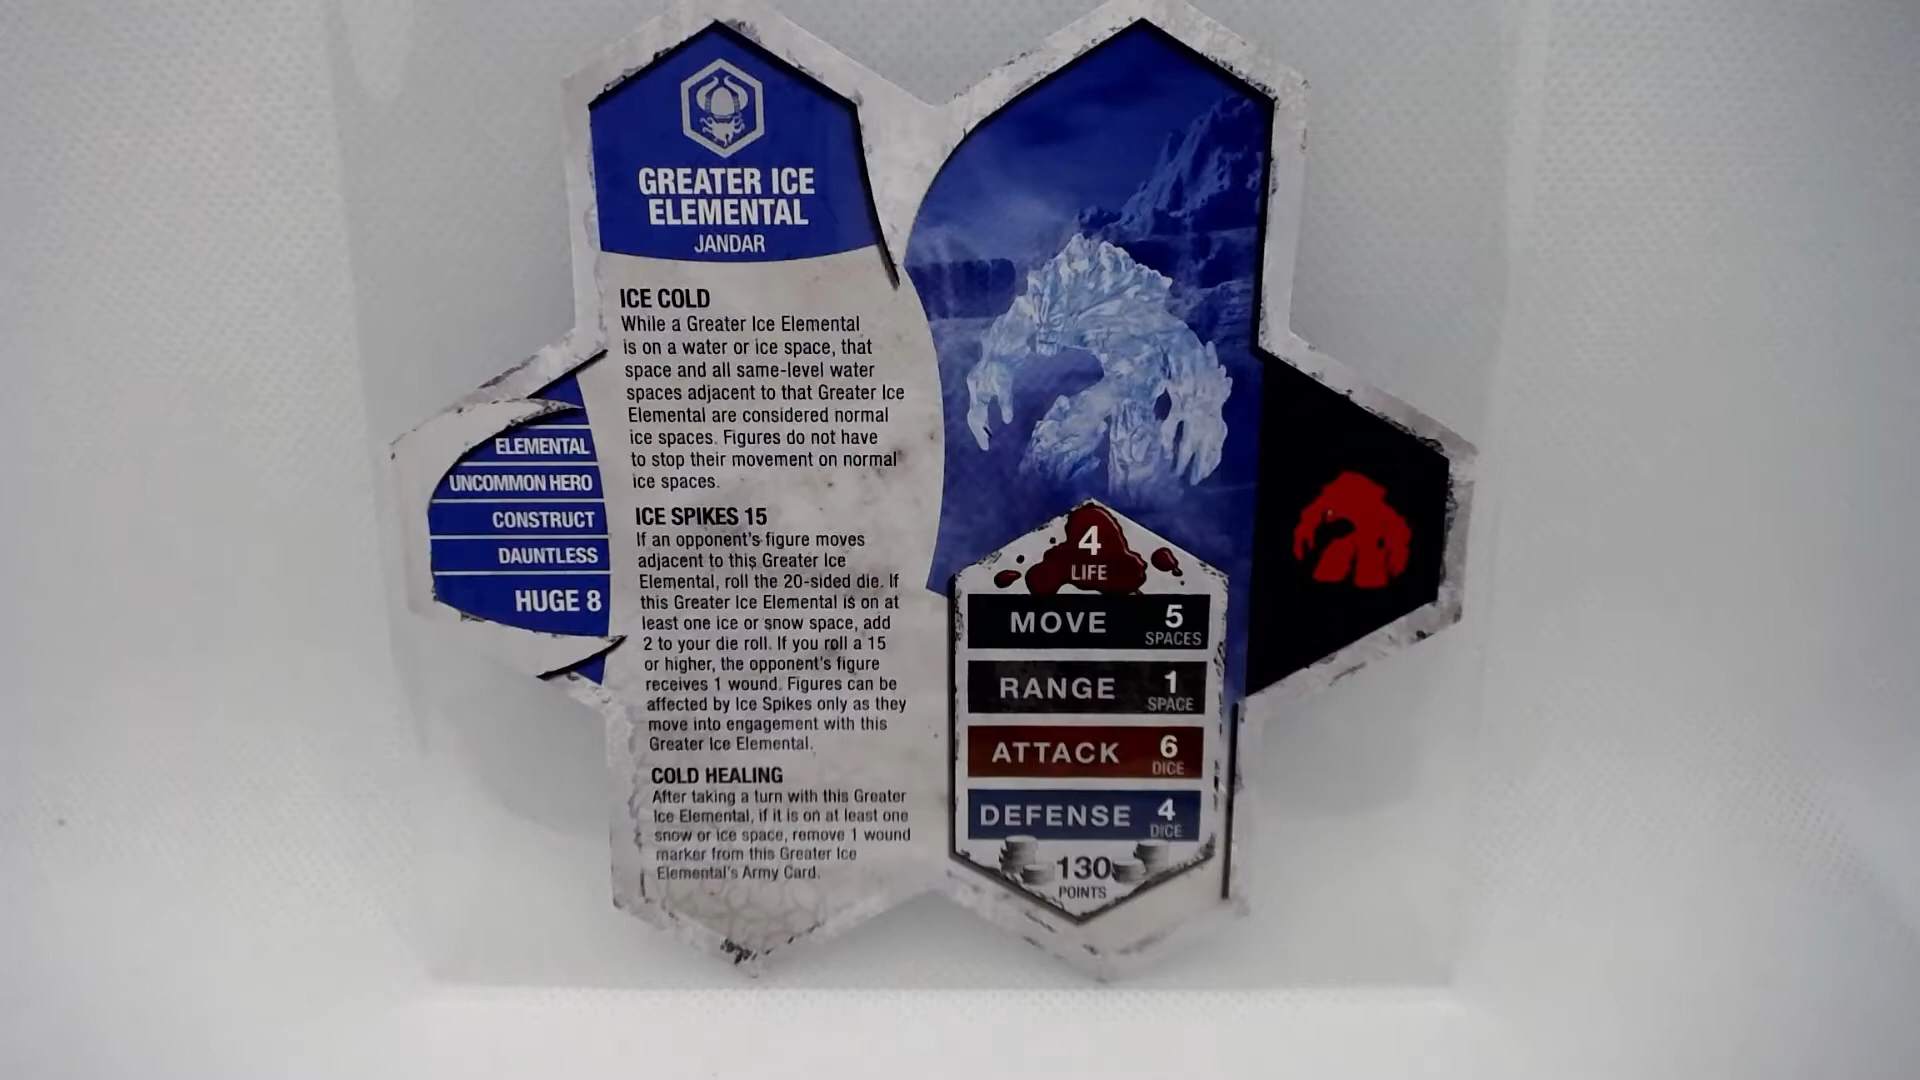 GREATER ICE
ELEMENTAL
JANDAR
ICE COLD
While a Greater Ice Elemental
is on a water or ice space, that
space and all same-level water
spaces adjacent to that Greater Ice
Elemental are considered normal
ice spaces. Figures do not have
to stop their movement on normal
ice spaces.
ICE SPIKES 15
If an opponent's figure moves
adjacent to this Greater Ice
Elemental, roll the 20-sided die. If
this Greater Ice Elemental is on at
least one ice or snow space, add
2 to your die roll. If you roll a 15
or higher, the opponent's figure
receives 1 wound. Figures can be
affected by Ice Spikes only as they
move into engagement with this
Greater Ice Elemental.
COLD HEALING
After taking a turn with this Greater
Ice Elemental, if it is on at least one
snow or ice space, remove 1 wound
marker from this Greater Ice
Elemental's Army Card.
ELEMENTAL
UNCOMMON HERO
CONSTRUCT
DAUNTLESS
HUGE 8
4
LIFE
MOVE 5
SPACES
RANGE 1
SPACE
ATTACK 6
DICE
DEFENSE 4
DICE
130
POINTS